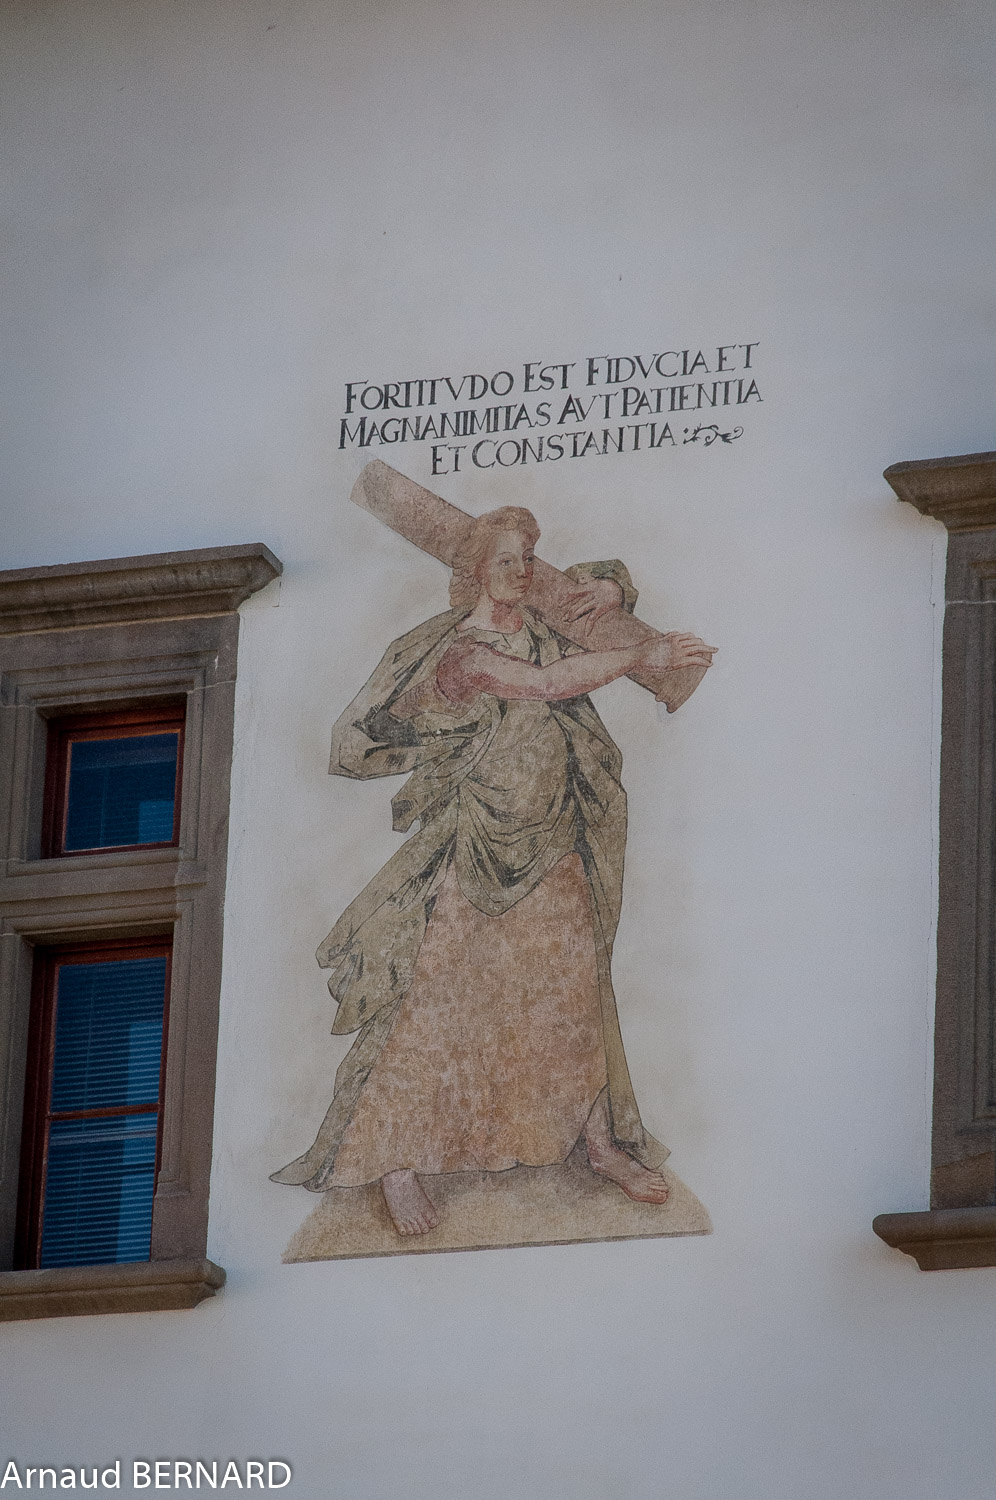 FORTITVDO EST FIDVCIA ET
MAGNANIMITAS AVT PATIENTIA
ET CONSTANTIA
Arnaud BERNARD